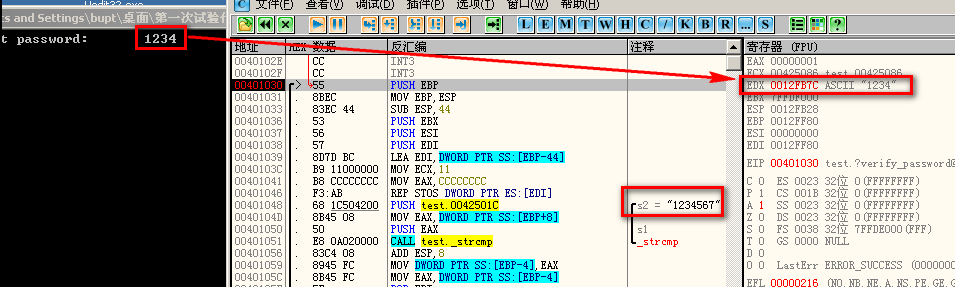 Uedit32.exe
cs and Settings\bupt\桌面\第一次试验作
t password: 1234
C 文件(F) 查看(V) 调试(D) 插件(P) 选项(T) 窗口(W) 帮助(H)
L E M T W H C / K B R ... S
地址 HEX 数据 反汇编 注释
0040102E CC INT3
0040102F CC INT3
00401030 > 55 PUSH EBP
00401031 . 8BEC MOV EBP,ESP
00401033 . 83EC 44 SUB ESP,44
00401036 . 53 PUSH EBX
00401037 . 56 PUSH ESI
00401038 . 57 PUSH EDI
00401039 . 8D7D BC LEA EDI,DWORD PTR SS:[EBP-44]
0040103C . B9 11000000 MOV ECX,11
00401041 . B8 CCCCCCCC MOV EAX,CCCCCCCC
00401046 . F3:AB REP STOS DWORD PTR ES:[EDI]
00401048 . 68 1C504200 PUSH test.0042501C s2 = "1234567"
0040104D . 8B45 08 MOV EAX,DWORD PTR SS:[EBP+8]
00401050 . 50 PUSH EAX s1
00401051 . E8 0A020000 CALL test._strcmp _strcmp
00401056 . 83C4 08 ADD ESP,8
00401059 . 8945 FC MOV DWORD PTR SS:[EBP-4],EAX
0040105C . 8B45 FC MOV EAX,DWORD PTR SS:[EBP-4]
寄存器 (FPU)
EAX 00000001
ECX 00425086 test.00425086
EDX 0012FB7C ASCII "1234"
EBX 7FFDF000
ESP 0012FB28
EBP 0012FF80
ESI 00000000
EDI 0012FF80
EIP 00401030 test.?verify_password@
C 0 ES 0023 32位 0(FFFFFFFF)
P 1 CS 001B 32位 0(FFFFFFFF)
A 1 SS 0023 32位 0(FFFFFFFF)
Z 0 DS 0023 32位 0(FFFFFFFF)
S 0 FS 0038 32位 7FFDE000(FFF)
T 0 GS 0000 NULL
D 0
O 0 LastErr ERROR_SUCCESS (0000000
EFL 00000216 (NO,NB,NE,A,NS,PE,GE,G